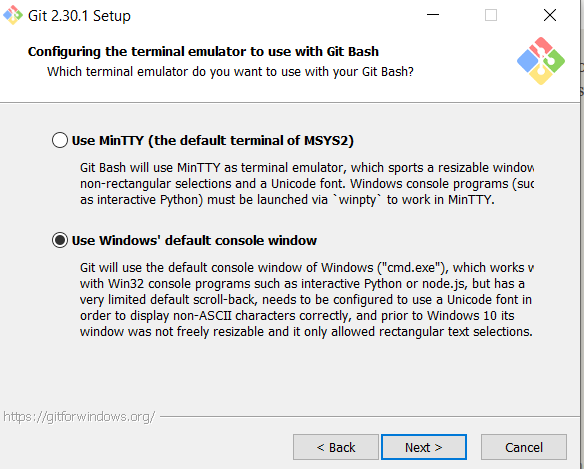 Git 2.30.1 Setup
Configuring the terminal emulator to use with Git Bash
Which terminal emulator do you want to use with your Git Bash?
Use MinTTY (the default terminal of MSYS2)
Git Bash will use MinTTY as terminal emulator, which sports a resizable window
non-rectangular selections and a Unicode font. Windows console programs (suc
as interactive Python) must be launched via `winpty` to work in MinTTY.
Use Windows' default console window
Git will use the default console window of Windows ("cmd.exe"), which works w
with Win32 console programs such as interactive Python or node.js, but has a
very limited default scroll-back, needs to be configured to use a Unicode font in
order to display non-ASCII characters correctly, and prior to Windows 10 its
window was not freely resizable and it only allowed rectangular text selections.
https://gitforwindows.org/
< Back
Next >
Cancel